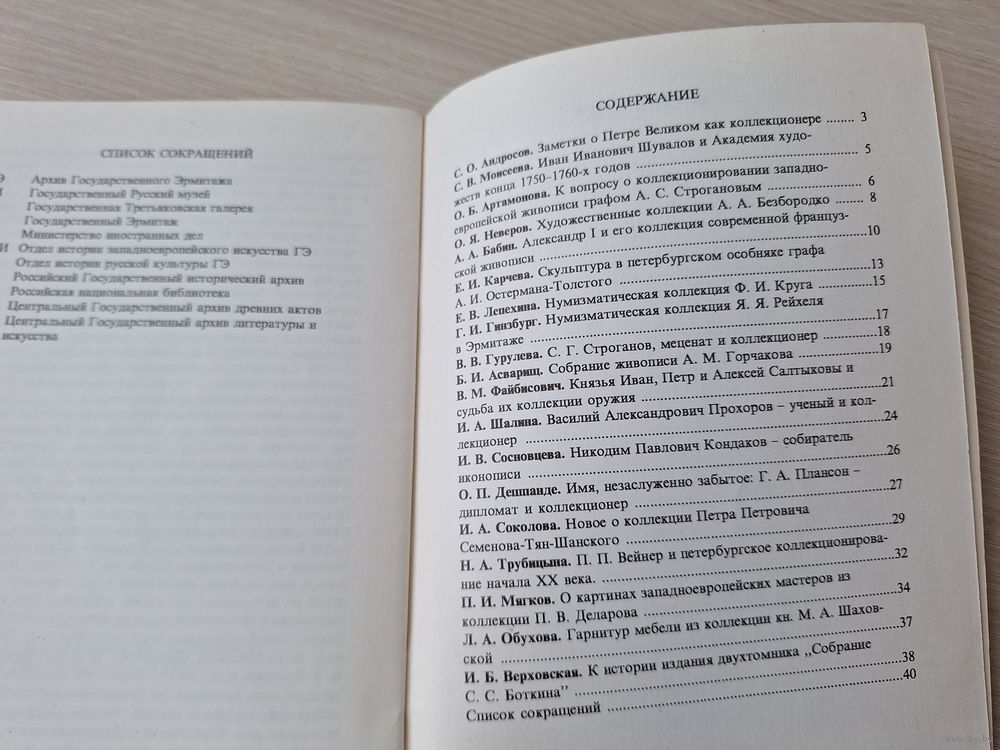 СПИСОК СОКРАЩЕНИЙ
Э Архив Государственного Эрмитажа
Государственный Русский музей
Государственная Третьяковская галерея
Государственный Эрмитаж
Министерство иностранных дел
И Отдел истории западноевропейского искусства ГЭ
Отдел истории русской культуры ГЭ
Российский Государственный исторический архив
Российская национальная библиотека
Центральный Государственный архив древних актов
Центральный Государственный архив литературы и
искусства
СОДЕРЖАНИЕ
С. О. Андросов. Заметки о Петре Великом как коллекционере ....... 3
С. В. Моисеева. Иван Иванович Шувалов и Академия худо-
жеств конца 1750–1760-х годов ....... 5
О. Б. Артамонова. К вопросу о коллекционировании западно-
европейской живописи графом А. С. Строгановым ....... 6
О. Я. Неверов. Художественные коллекции А. А. Безбородко ....... 8
А. А. Бабин. Александр I и его коллекция современной француз-
ской живописи ....... 10
Е. И. Карчева. Скульптура в петербургском особняке графа
А. И. Остермана-Толстого ....... 13
Е. В. Лепехина. Нумизматическая коллекция Ф. И. Круга ....... 15
Г. И. Гинзбург. Нумизматическая коллекция Я. Я. Рейхеля
в Эрмитаже ....... 17
В. В. Гурулева. С. Г. Строганов, меценат и коллекционер ....... 18
Б. И. Асварищ. Собрание живописи А. М. Горчакова ....... 19
В. М. Файбисович. Князья Иван, Петр и Алексей Салтыковы и
судьба их коллекции оружия ....... 21
И. А. Шалина. Василий Александрович Прохоров – ученый и кол-
лекционер ....... 24
И. В. Сосновцева. Никодим Павлович Кондаков – собиратель
иконописи ....... 26
О. П. Дешпанде. Имя, незаслуженно забытое: Г. А. Плансон –
дипломат и коллекционер ....... 27
И. А. Соколова. Новое о коллекции Петра Петровича
Семенова-Тян-Шанского ....... 29
Н. А. Трубицына. П. П. Вейнер и петербургское коллекционирова-
ние начала XX века. ....... 32
П. И. Мягков. О картинах западноевропейских мастеров из
коллекции П. В. Деларова ....... 34
Л. А. Обухова. Гарнитур мебели из коллекции кн. М. А. Шахов-
ской ....... 37
И. Б. Верховская. К истории издания двухтомника ,,Собрание
С. С. Боткина'' ....... 38
Список сокращений ....... 40